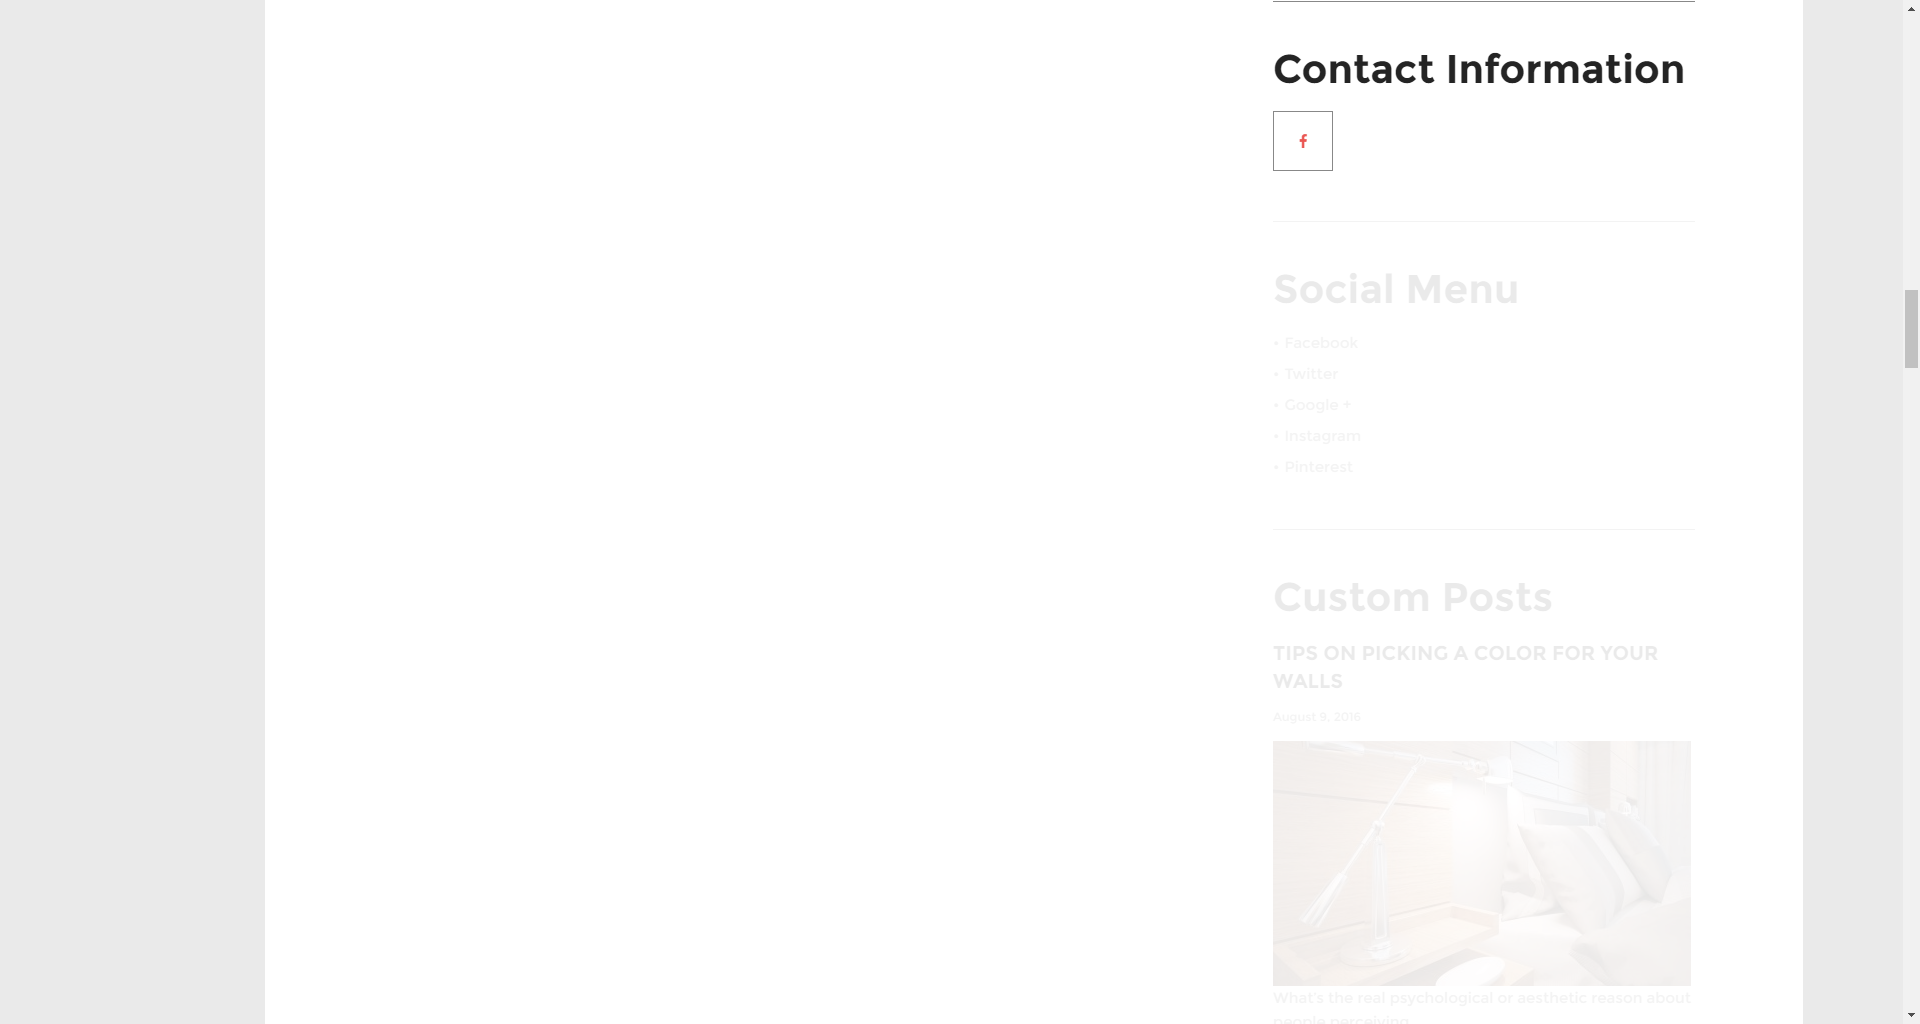 Contact Information
Social Menu
• Facebook
• Twitter
• Google +
• Instagram
• Pinterest
Custom Posts
TIPS ON PICKING A COLOR FOR YOUR
WALLS
August 9, 2016
What's the real psychological or aesthetic reason about
people perceiving